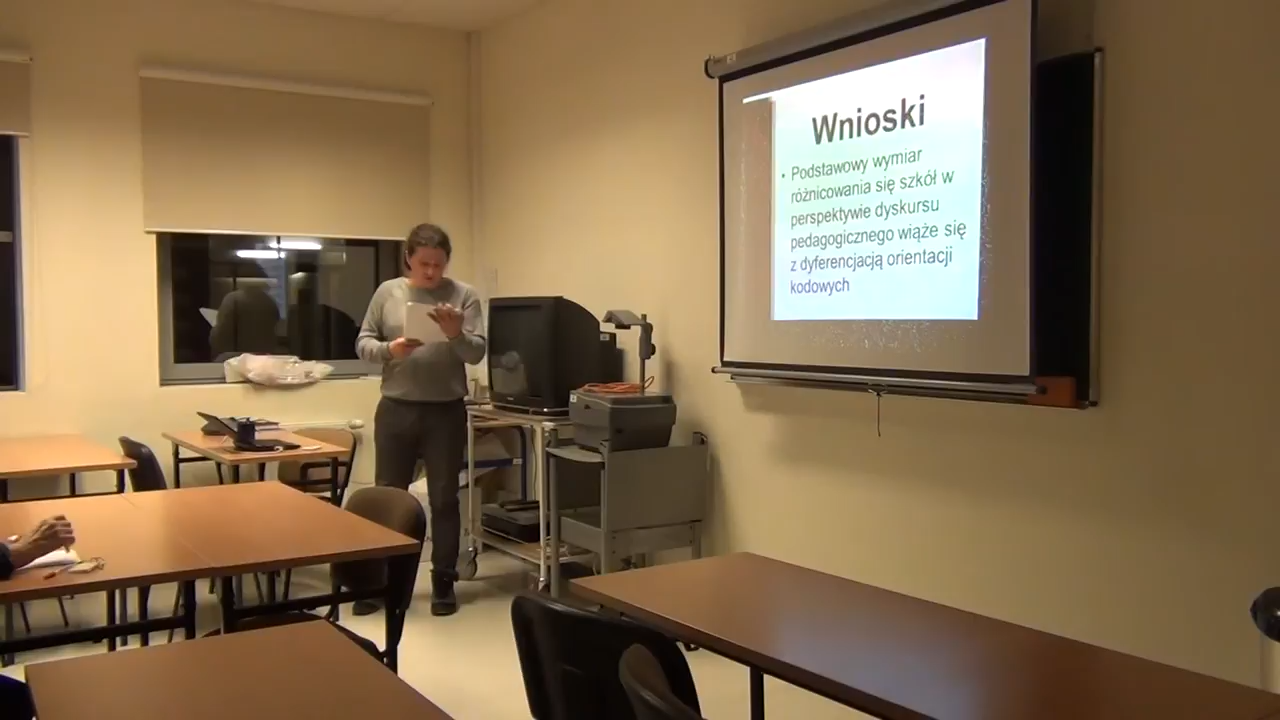 Wnioski
• Podstawowy wymiar
różnicowania się szkół w
perspektywie dyskursu
pedagogicznego wiąże się
z dyferencjacją orientacji
kodowych